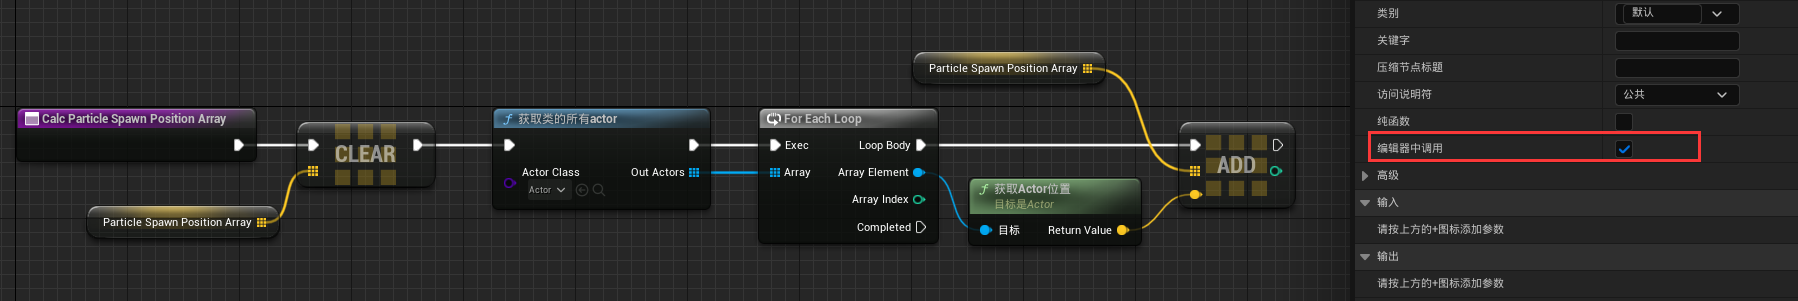 Particle Spawn Position Array
Calc Particle Spawn Position Array
CLEAR
Particle Spawn Position Array
获取类的所有actor
Actor Class
Actor
Out Actors
For Each Loop
Exec
Loop Body
Array
Array Element
Array Index
Completed
获取Actor位置
目标是Actor
目标
Return Value
ADD
类别
默认
关键字
压缩节点标题
访问说明符
公共
纯函数
编辑器中调用
高级
输入
请按上方的+图标添加参数
输出
请按上方的+图标添加参数